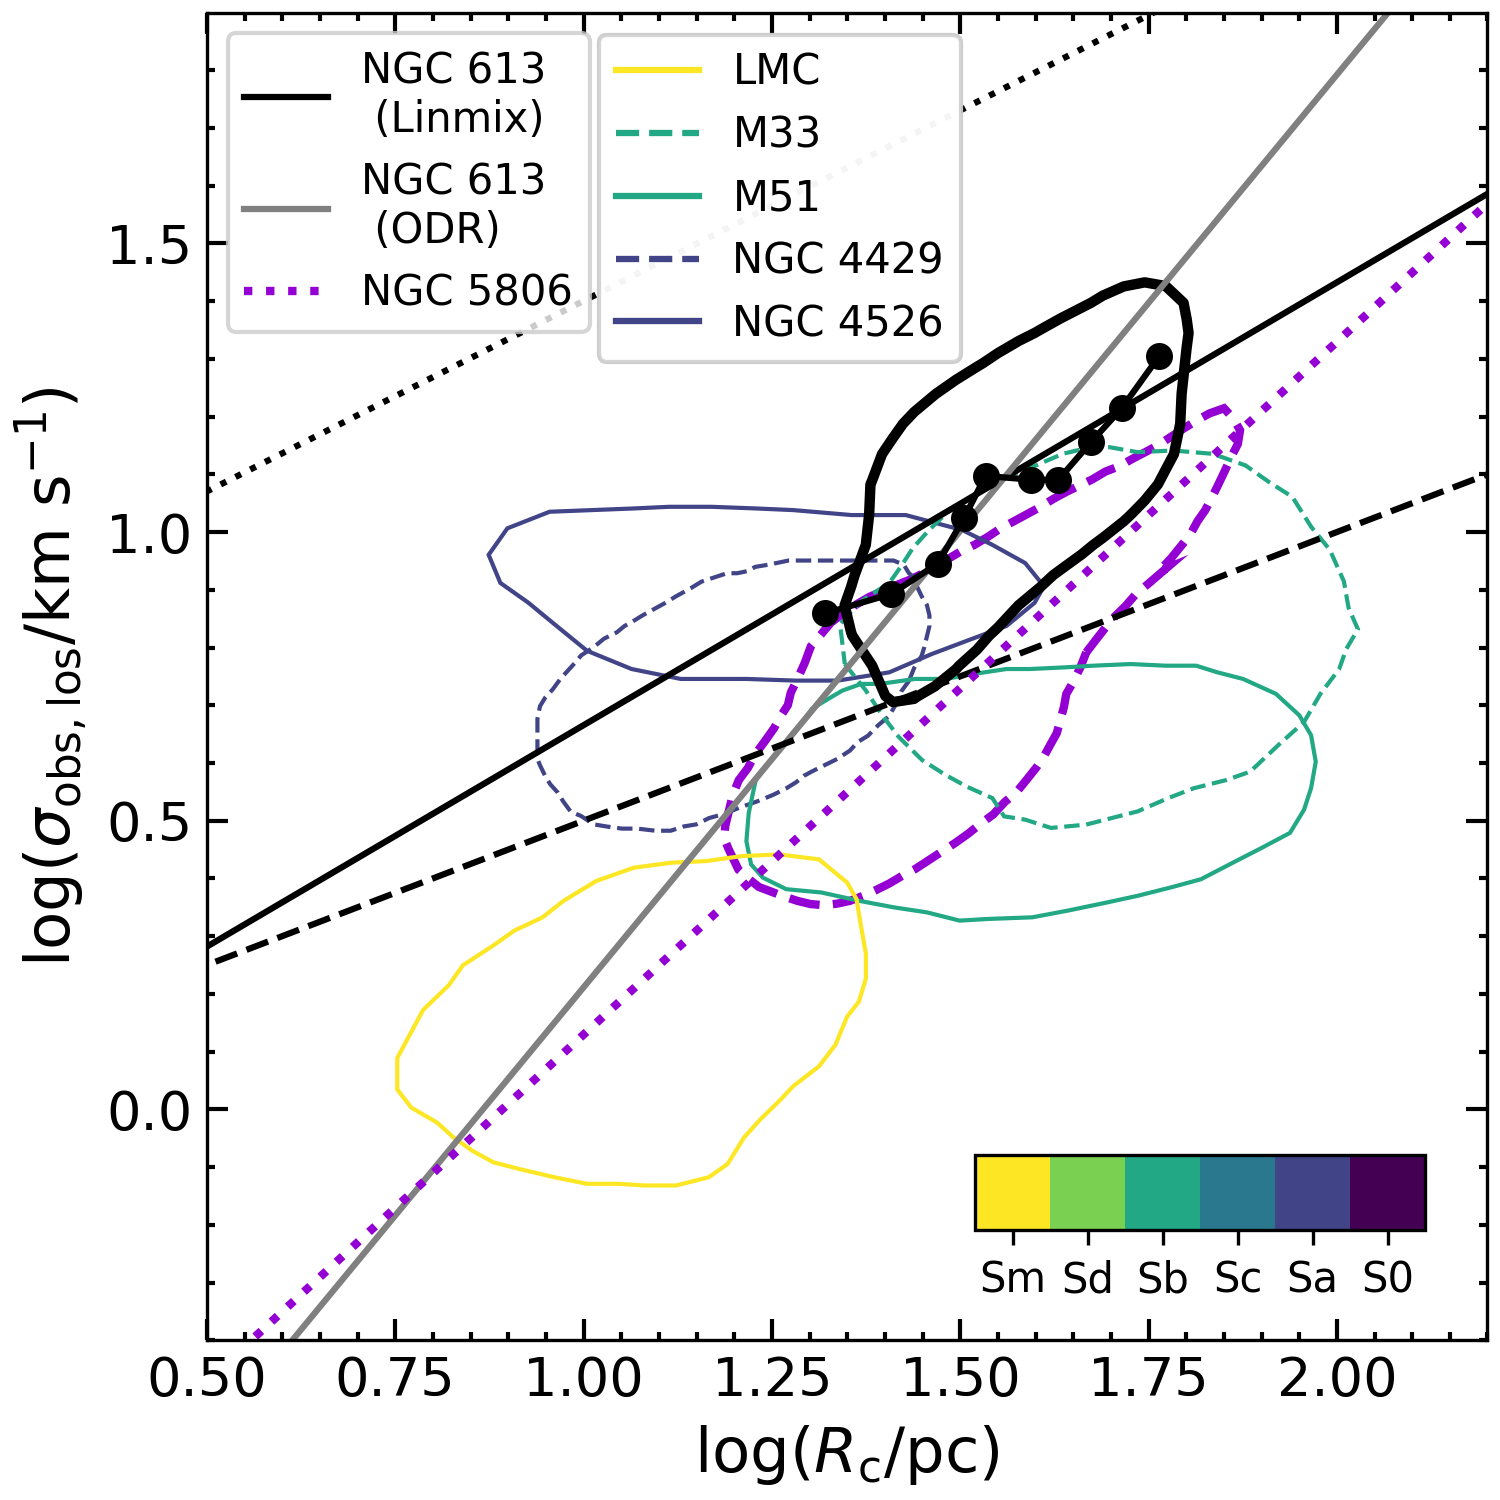 NGC 613
(Linmix)
NGC 613
(ODR)
NGC 5806
LMC
M33
M51
NGC 4429
NGC 4526
log(σobs, los/km s−1)
1.5
1.0
0.5
0.0
Sm Sd Sb Sc Sa S0
0.50 0.75 1.00 1.25 1.50 1.75 2.00
log(Rc/pc)